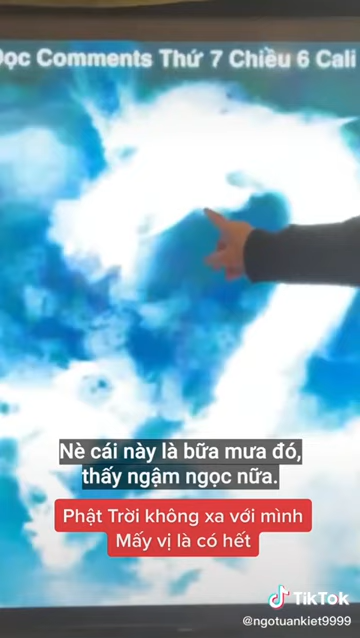 Đọc Comments Thứ 7 Chiều 6 Cali
Nè cái này là bữa mưa đó,
thấy ngậm ngọc nữa.
Phật Trời không xa với mình
Mấy vị là có hết
TikTok
@ngotuankiet9999